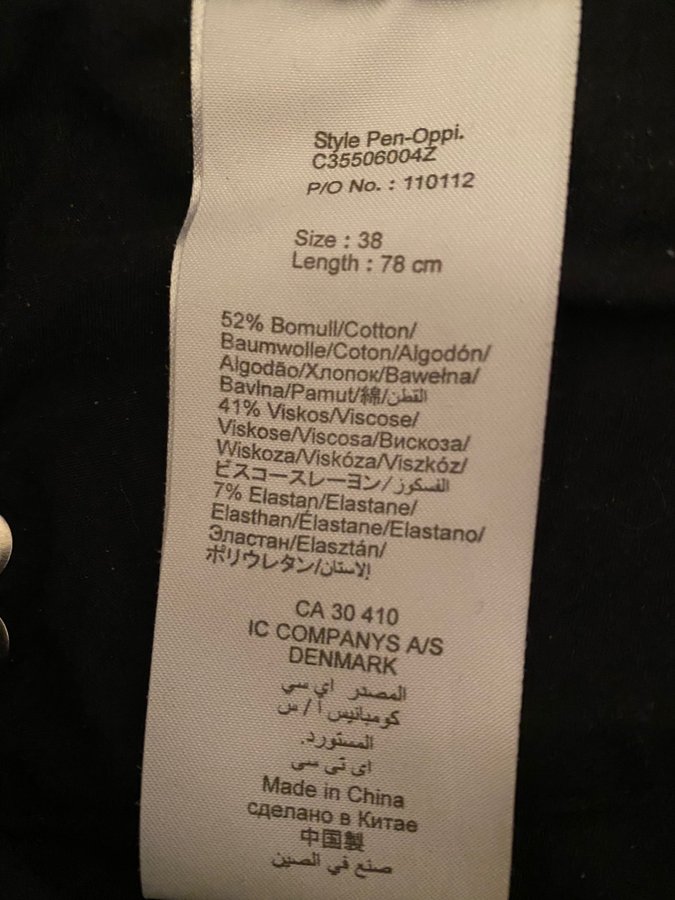 Style Pen-Oppi.
C35506004Z
P/O No. : 110112
Size : 38
Length : 78 cm
52% Bomull/Cotton/
Baumwolle/Coton/Algodón/
Algodão/Хлопок/Bawełna/
Bavlna/Pamut/綿/القطن
41% Viskos/Viscose/
Viskose/Viscosa/Вискоза/
Wiskoza/Viskóza/Viszkóz/
ビスコースレーヨン/الفسكوز
7% Elastan/Elastane/
Elasthan/Élastane/Elastano/
Эластан/Elasztán/
ポリウレタン/الاستان
CA 30 410
IC COMPANYS A/S
DENMARK
المصدر اي سي
كومبانيس أ / س
المستورد.
اى تى سى
Made in China
сделано в Китае
中国製
صنع في الصين